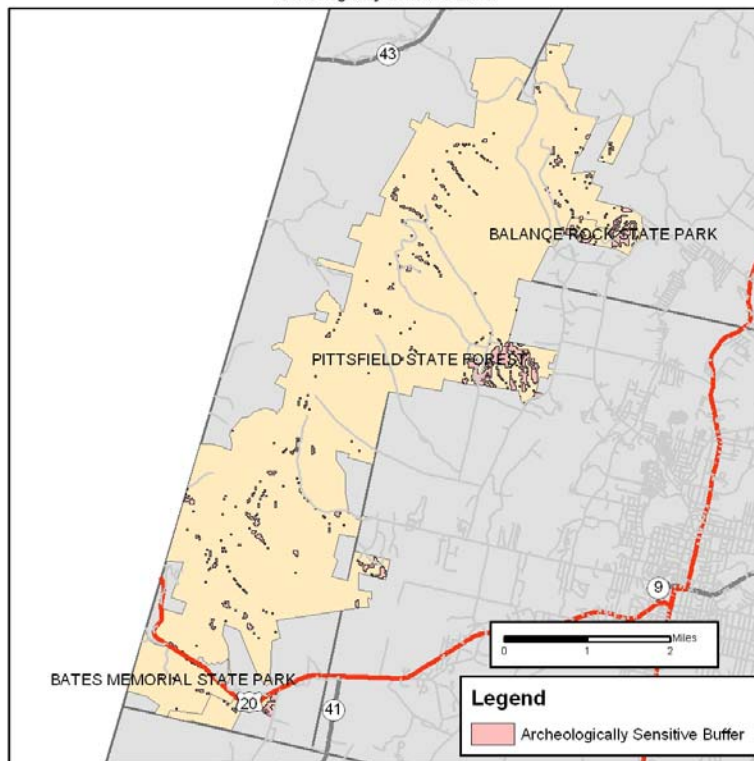 43
BALANCE ROCK STATE PARK
PITTSFIELD STATE FOREST
9
Miles
0 1 2
BATES MEMORIAL STATE PARK
20
41
Legend
Archeologically Sensitive Buffer